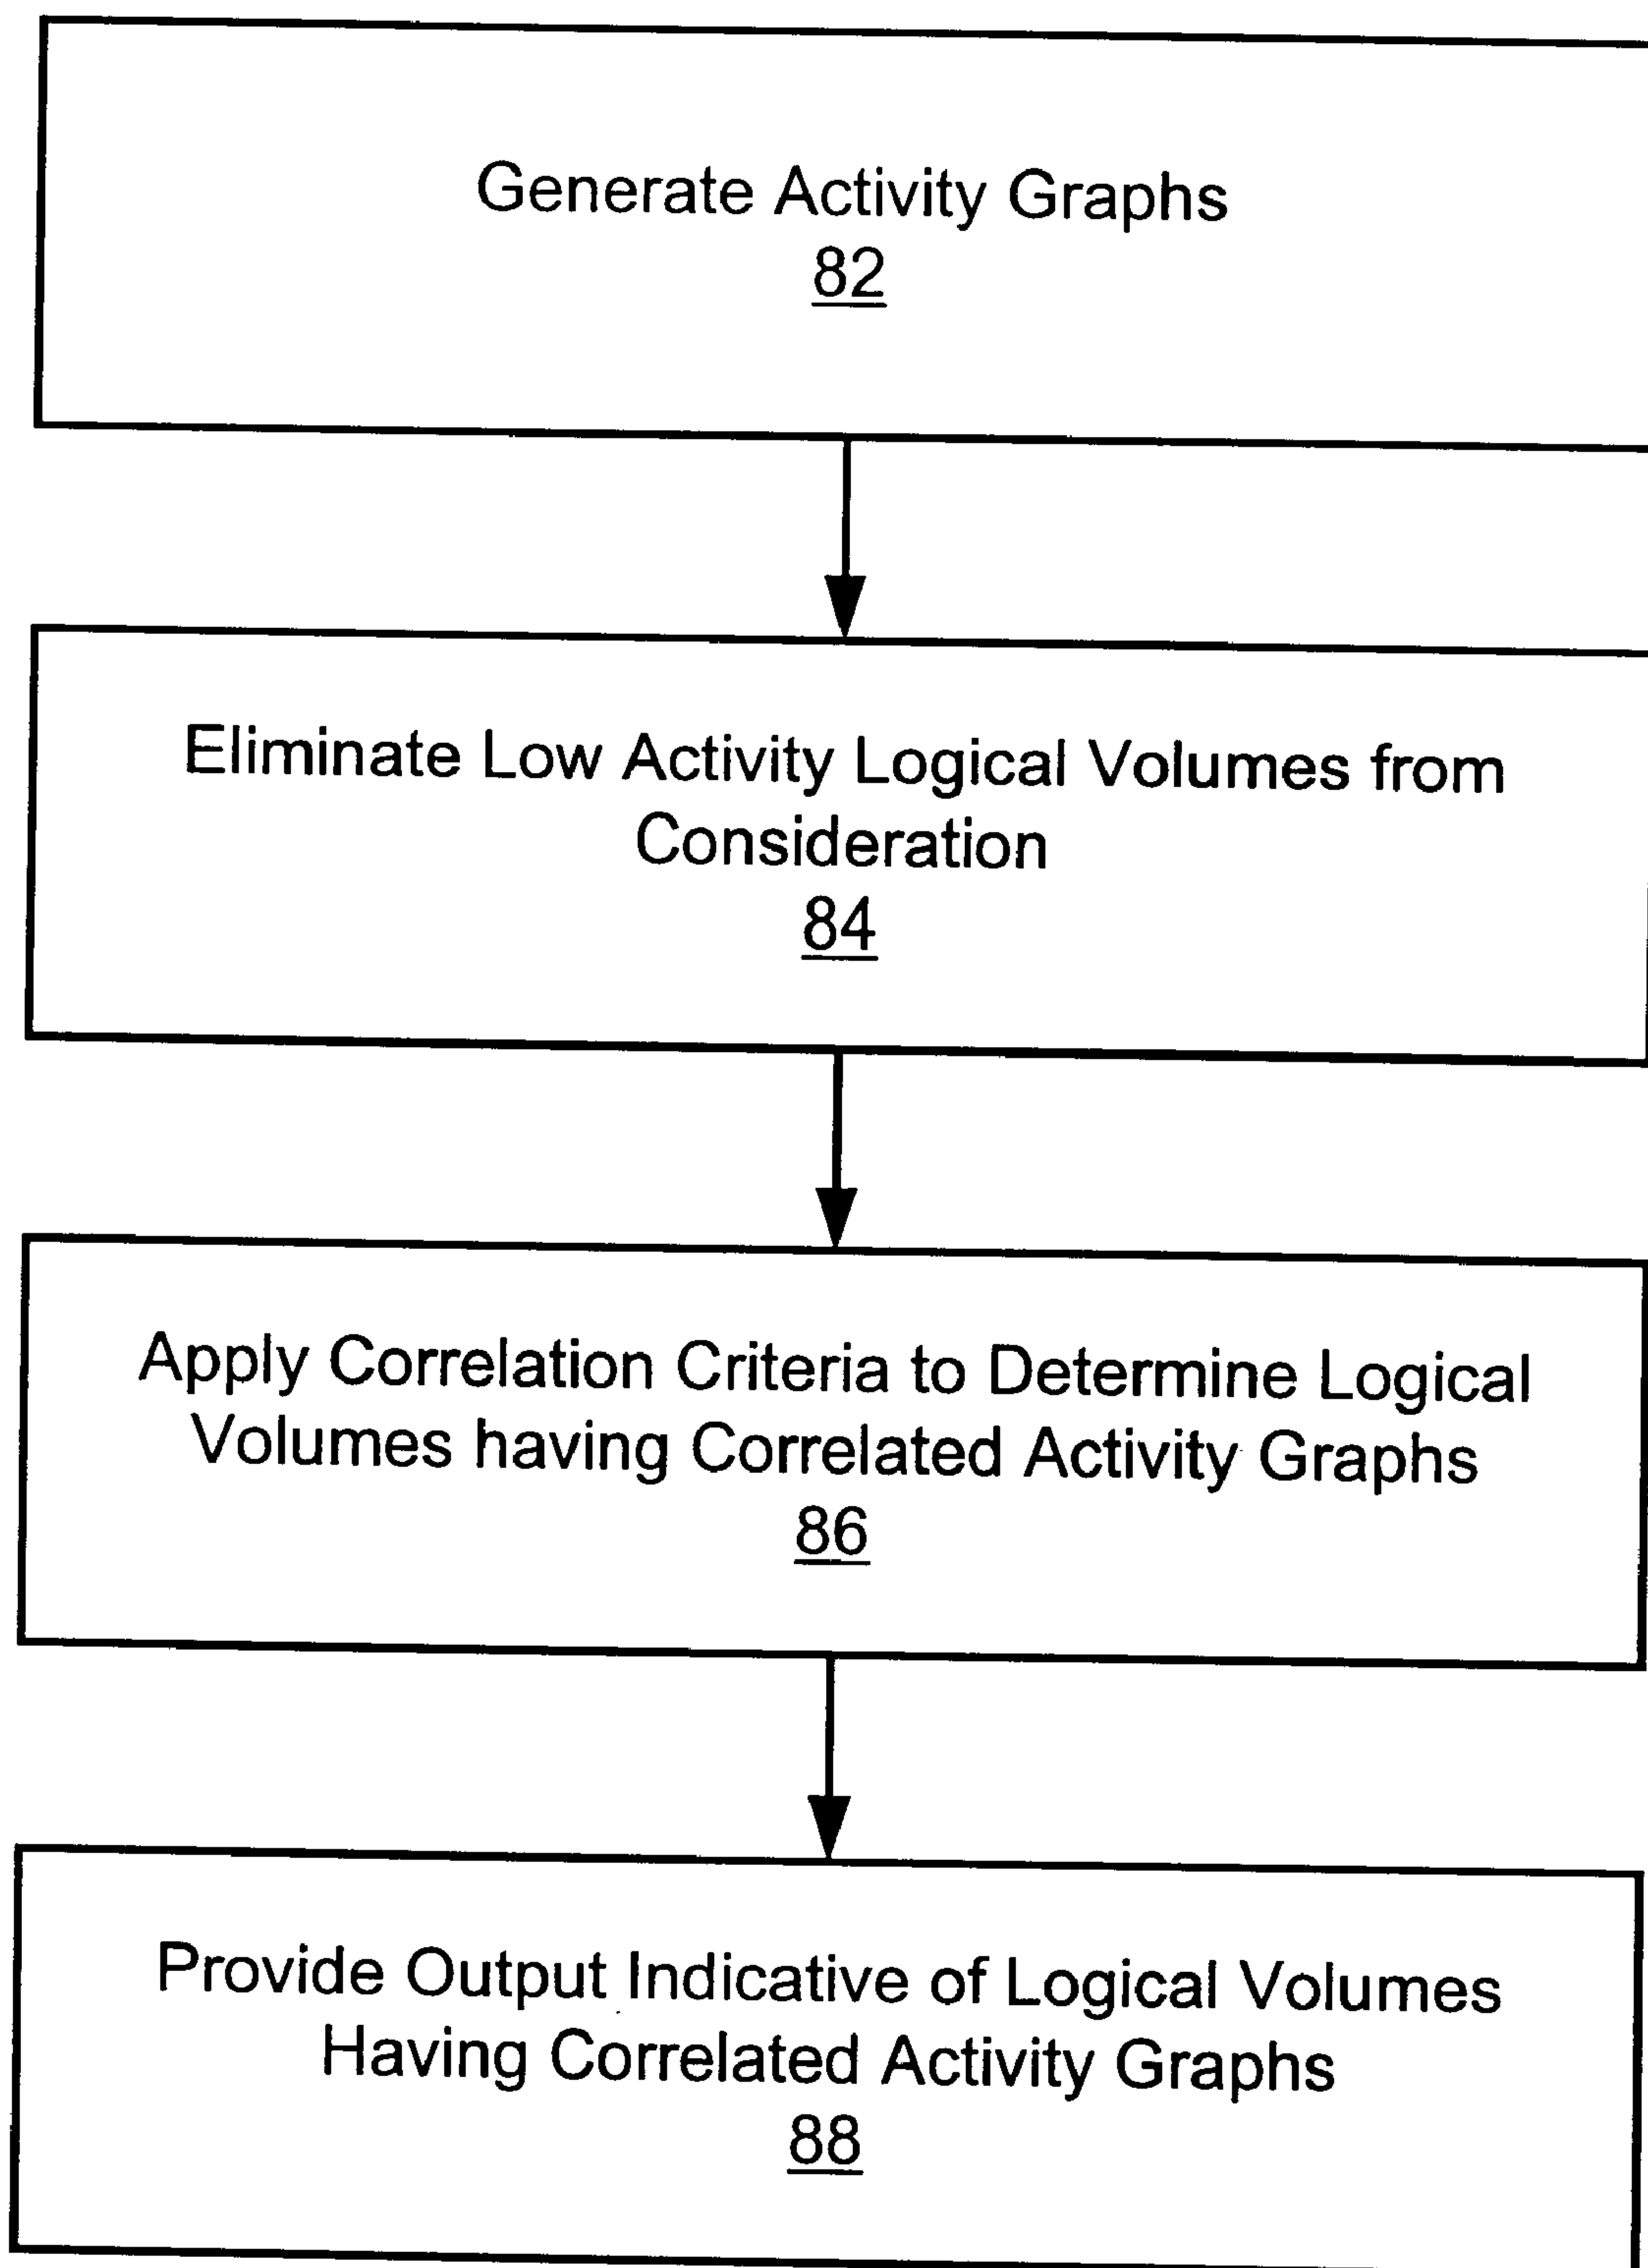 Generate Activity Graphs
82
Eliminate Low Activity Logical Volumes from
Consideration
84
Apply Correlation Criteria to Determine Logical
Volumes having Correlated Activity Graphs
86
Provide Output Indicative of Logical Volumes
Having Correlated Activity Graphs
88